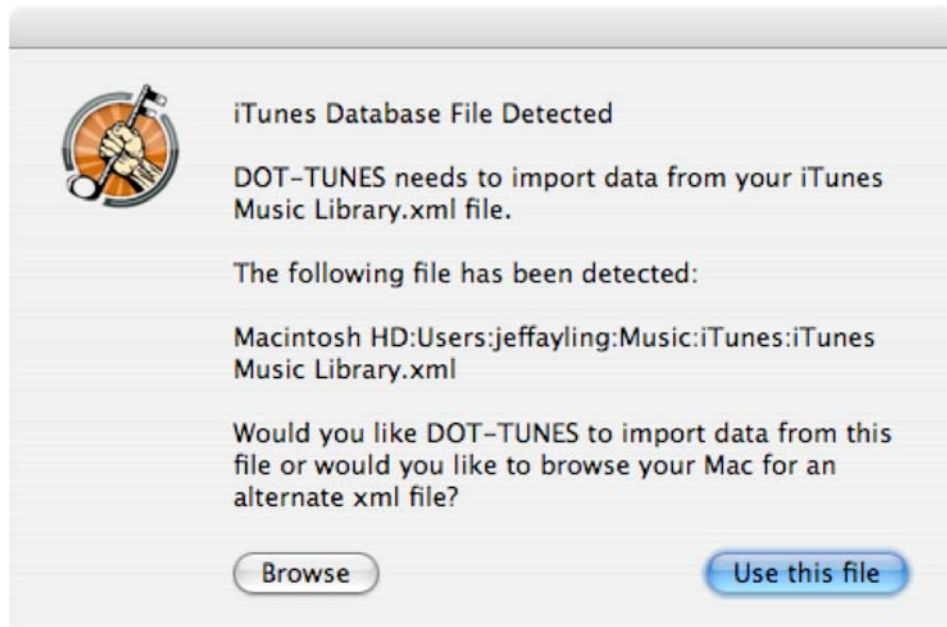 iTunes Database File Detected
DOT-TUNES needs to import data from your iTunes
Music Library.xml file.
The following file has been detected:
Macintosh HD:Users:jeffayling:Music:iTunes:iTunes
Music Library.xml
Would you like DOT-TUNES to import data from this
file or would you like to browse your Mac for an
alternate xml file?
Browse
Use this file